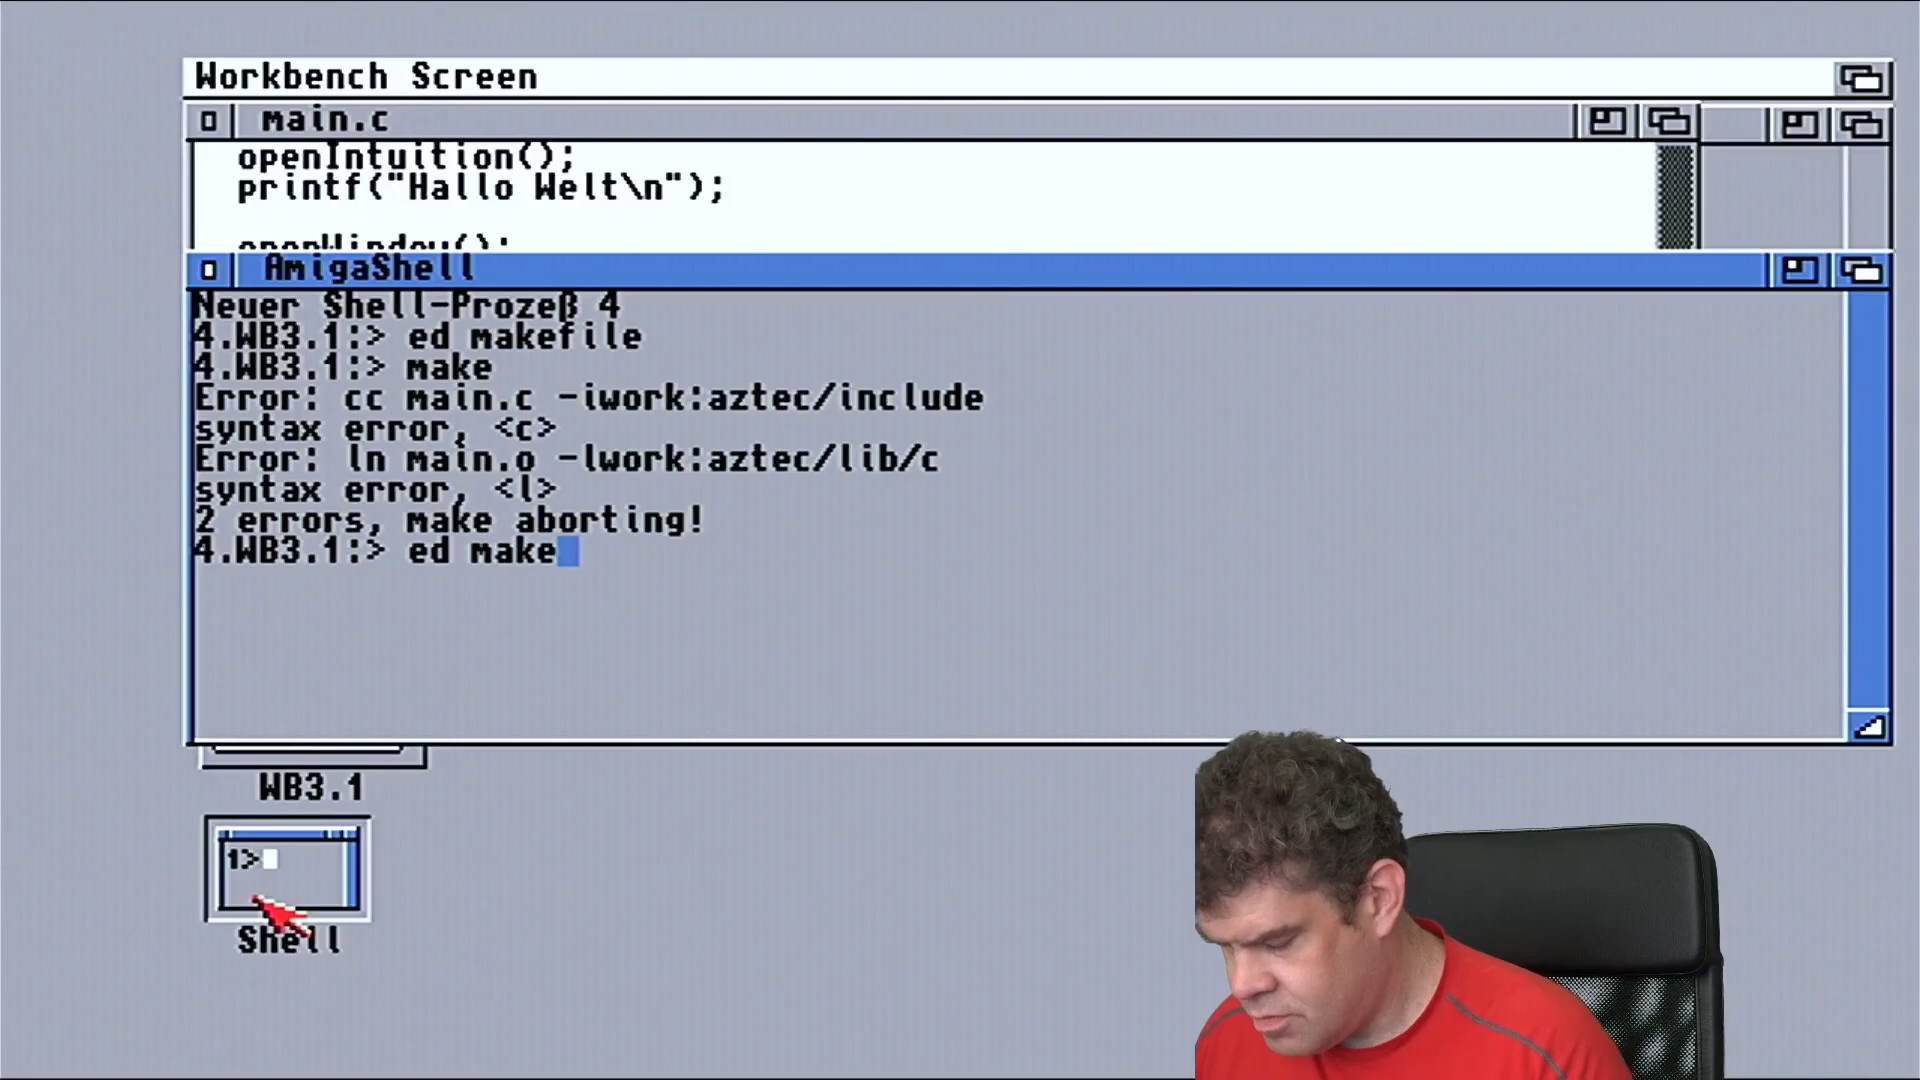 Workbench Screen
main.c
openIntuition();
printf("Hallo Welt\n");
openWindow();
AmigaShell
Neuer Shell-Prozeß 4
4.WB3.1:> ed makefile
4.WB3.1:> make
Error: cc main.c -iwork:aztec/include
syntax error, <c>
Error: ln main.o -lwork:aztec/lib/c
syntax error, <l>
2 errors, make aborting!
4.WB3.1:> ed make
WB3.1
1>
Shell